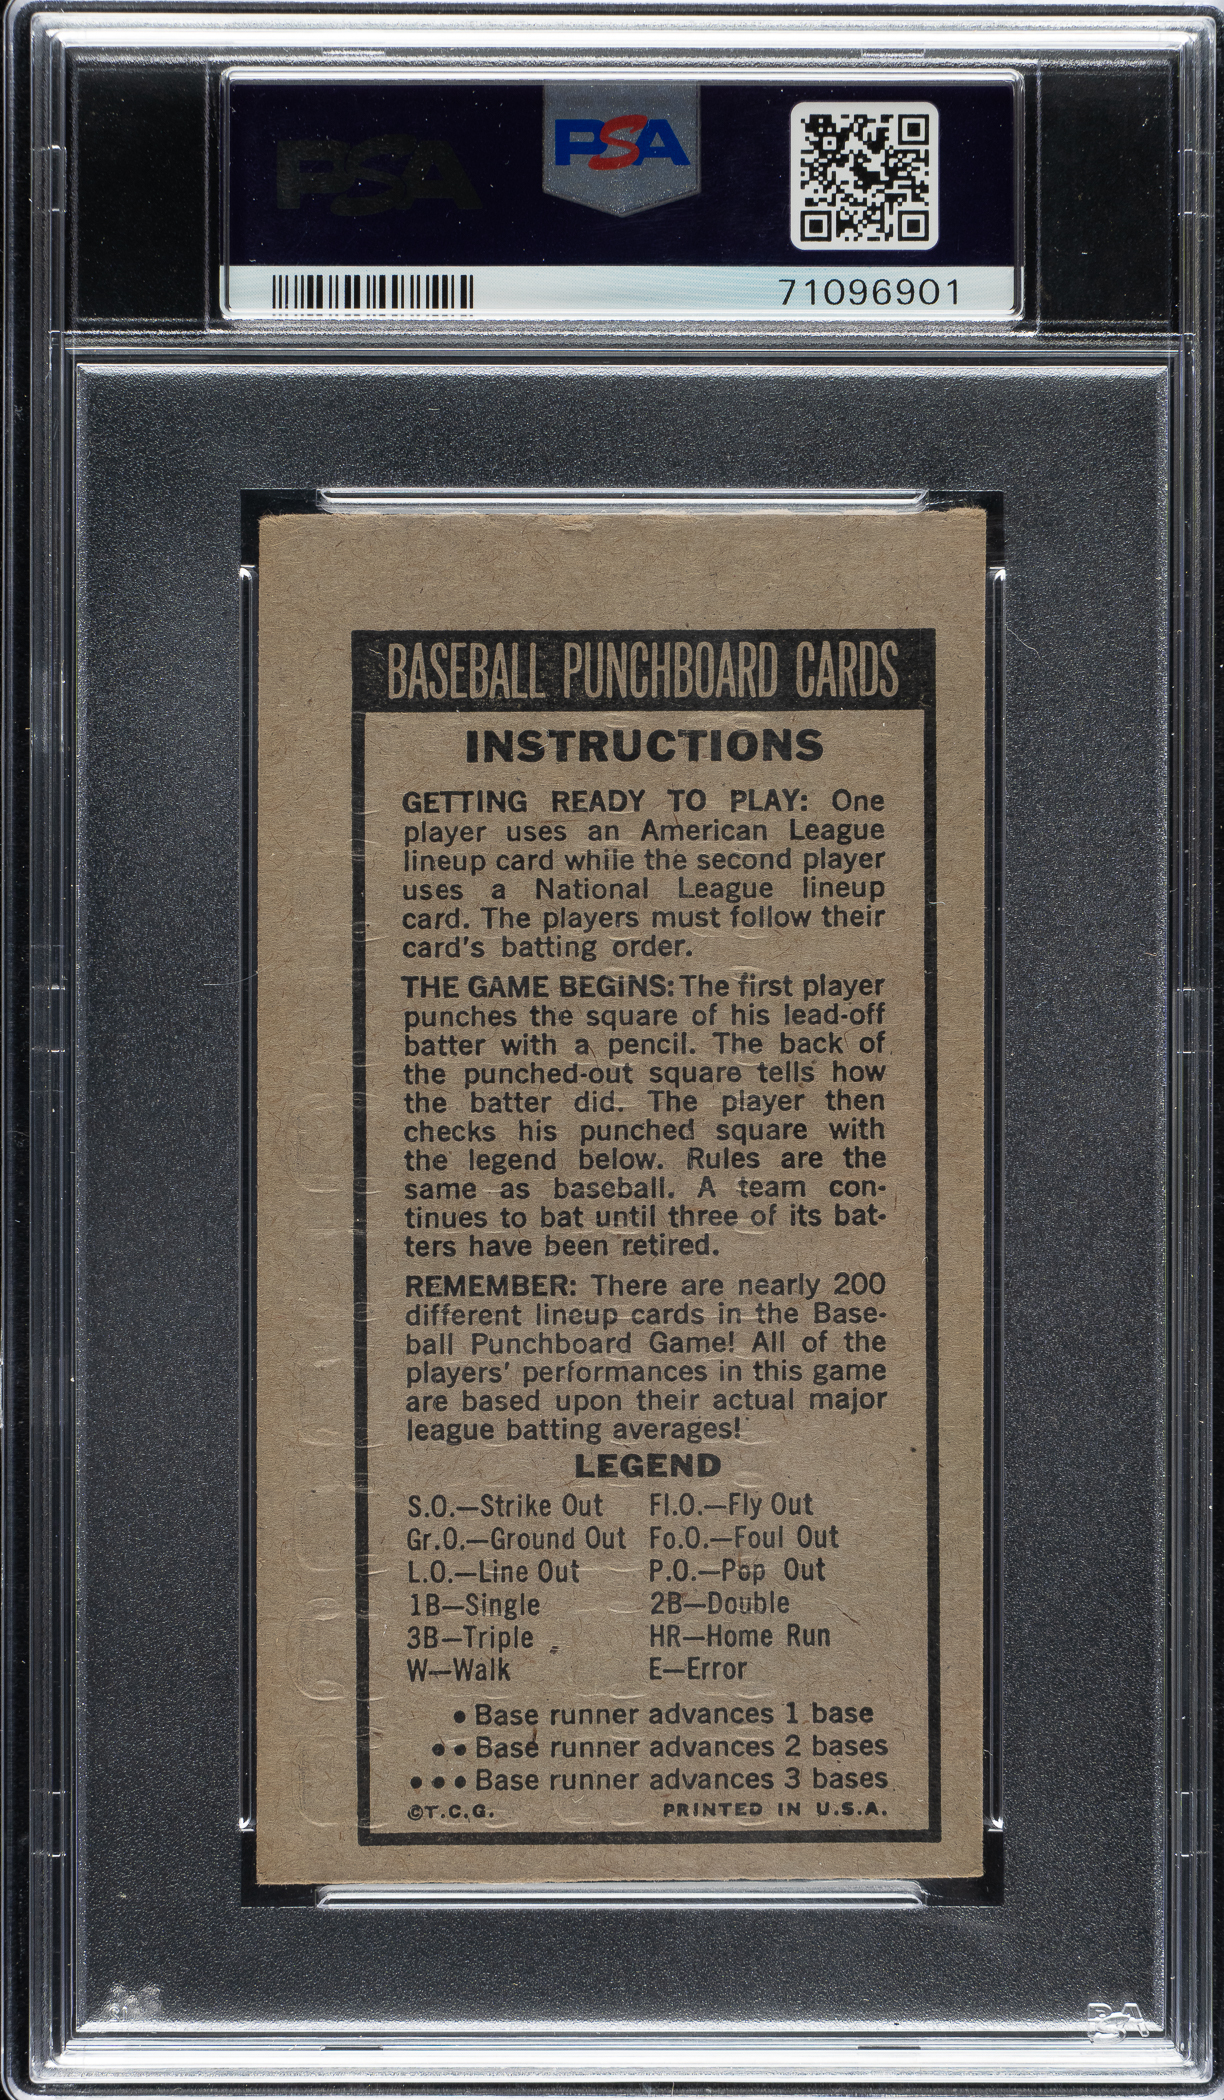 PSA
PSA
71096901
BASEBALL PUNCHBOARD CARDS
INSTRUCTIONS
GETTING READY TO PLAY: One
player uses an American League
lineup card while the second player
uses a National League lineup
card. The players must follow their
card's batting order.
THE GAME BEGINS: The first player
punches the square of his lead-off
batter with a pencil. The back of
the punched-out square tells how
the batter did. The player then
checks his punched square with
the legend below. Rules are the
same as baseball. A team con-
tinues to bat until three of its bat-
ters have been retired.
REMEMBER: There are nearly 200
different lineup cards in the Base-
ball Punchboard Game! All of the
players' performances in this game
are based upon their actual major
league batting averages!
LEGEND
S.O.—Strike Out Fl.O.—Fly Out
Gr.O.—Ground Out Fo.O.—Foul Out
L.O.—Line Out P.O.—Pop Out
1B—Single 2B—Double
3B—Triple HR—Home Run
W—Walk E—Error
• Base runner advances 1 base
•• Base runner advances 2 bases
••• Base runner advances 3 bases
©T.C.G. PRINTED IN U.S.A.
PSA